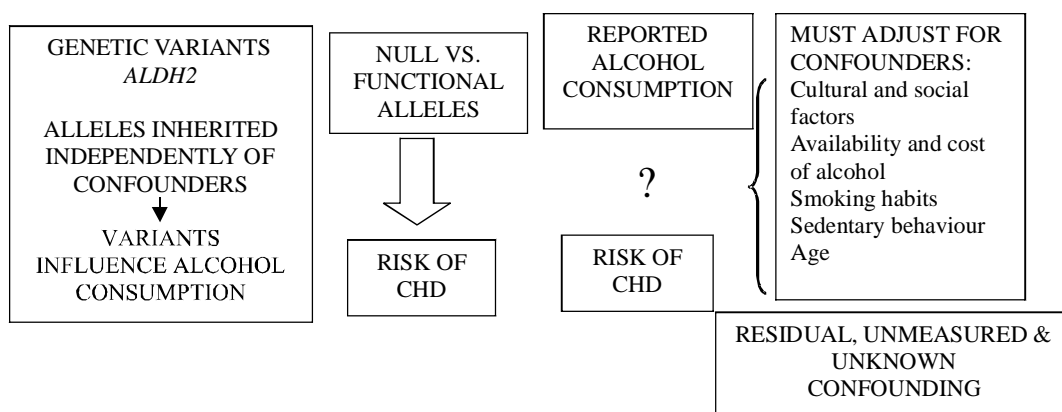 GENETIC VARIANTS
ALDH2
ALLELES INHERITED
INDEPENDENTLY OF
CONFOUNDERS
VARIANTS
INFLUENCE ALCOHOL
CONSUMPTION
NULL VS.
FUNCTIONAL
ALLELES
RISK OF
CHD
REPORTED
ALCOHOL
CONSUMPTION
?
RISK OF
CHD
MUST ADJUST FOR
CONFOUNDERS:
Cultural and social
factors
Availability and cost
of alcohol
Smoking habits
Sedentary behaviour
Age
RESIDUAL, UNMEASURED &
UNKNOWN
CONFOUNDING